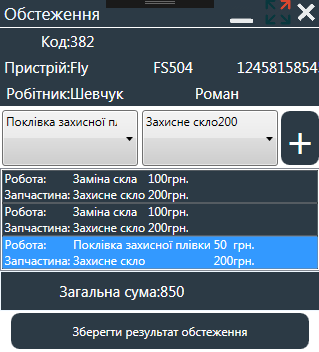 Обстеження
Код:382
Пристрій:Fly FS504 1245815854
Робітник:Шевчук Роман
Поклівка захисної пл Захисне скло200
Робота: Заміна скла 100грн.
Запчастина: Захисне скло 200грн.
Робота: Заміна скла 100грн.
Запчастина: Захисне скло 200грн.
Робота: Поклівка захисної плівки 50 грн.
Запчастина: Захисне скло 200грн.
Загальна сума:850
Зберегти результат обстеження